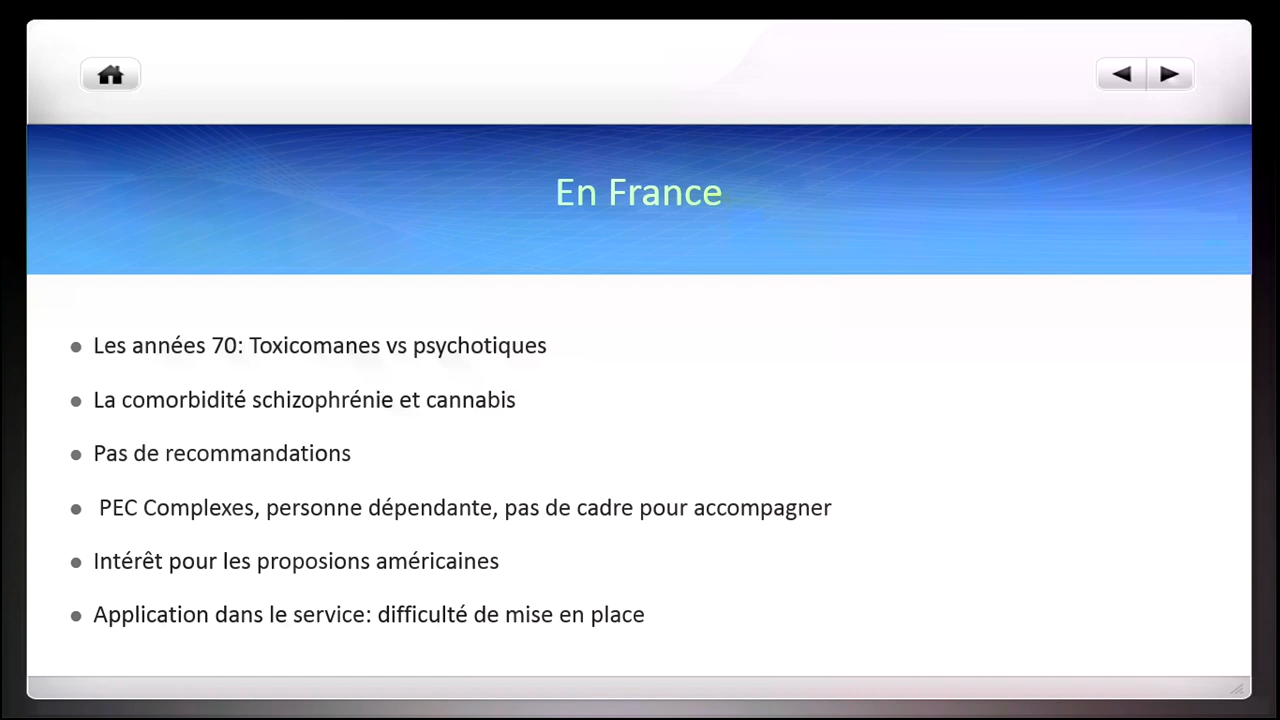 En France
Les années 70: Toxicomanes vs psychotiques
La comorbidité schizophrénie et cannabis
Pas de recommandations
PEC Complexes, personne dépendante, pas de cadre pour accompagner
Intérêt pour les proposions américaines
Application dans le service: difficulté de mise en place